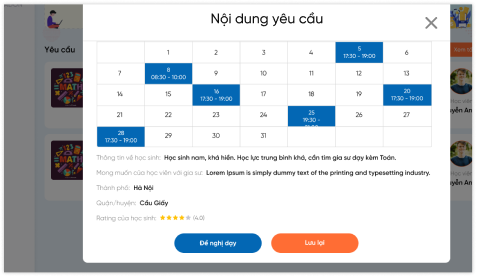 Nội dung yêu cầu
Yêu cầu
1 2 3 4 5 6
17:30 - 19:00
7 8 9 10 11 12 13
08:30 - 10:00
14 15 16 17 18 19 20
17:30 - 19:00 17:30 - 19:00
21 22 23 24 25 26 27
19:30 -
28 29 30 31
17:30 - 19:00
Thông tin về học sinh: Học sinh nam, khá hiền. Học lực trung bình khá, cần tìm gia sư dạy kèm Toán.
Mong muốn của học viên với gia sư: Lorem Ipsum is simply dummy text of the printing and typesetting industry.
Thành phố: Hà Nội
Quận/huyện: Cầu Giấy
Rating của học sinh: (4.0)
Đề nghị dạy Lưu lại
MATH
MATH